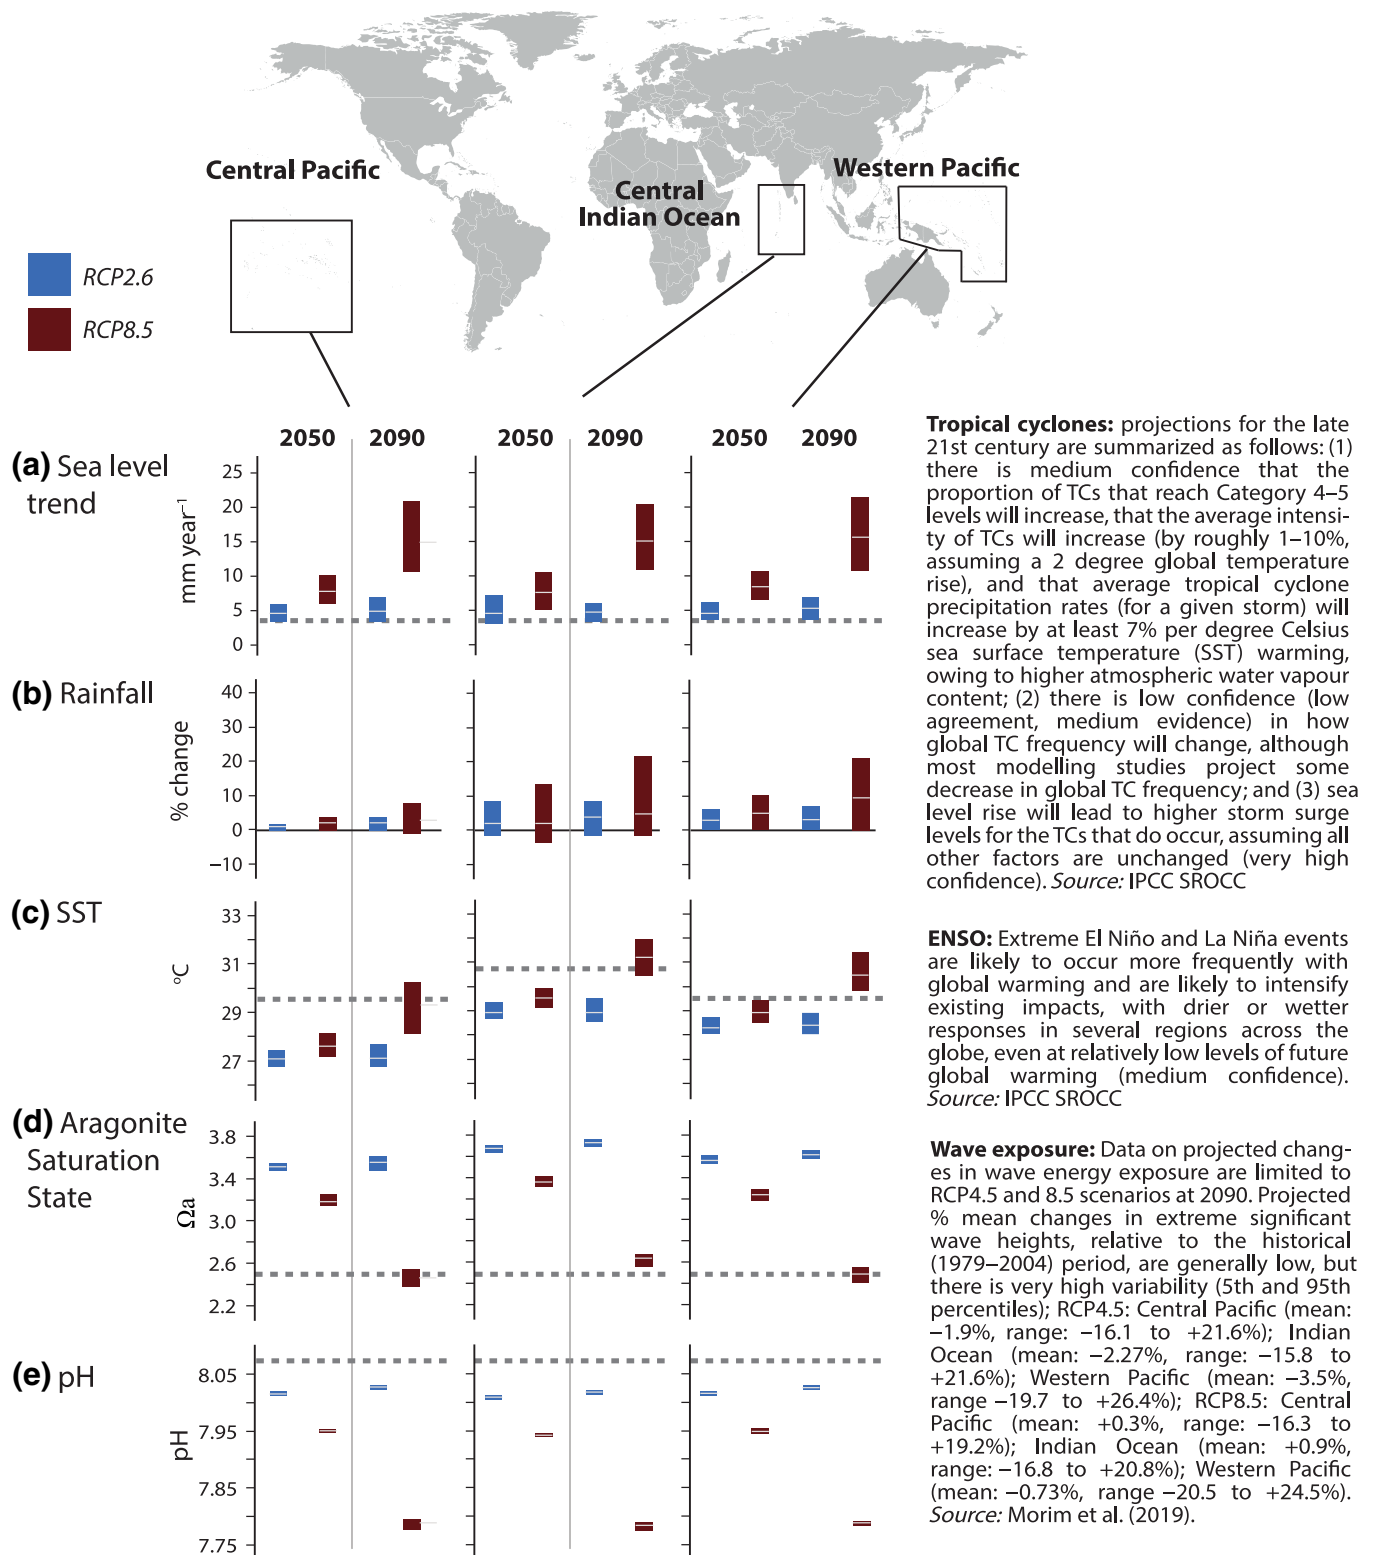 Central Pacific
Central
Indian Ocean
Western Pacific
RCP2.6
RCP8.5
2050 2090 2050 2090 2050 2090
(a) Sea level
trend
mm year⁻¹
25
20
15
10
5
0
(b) Rainfall
% change
40
30
20
10
0
−10
(c) SST
ºC
33
31
29
27
(d) Aragonite
Saturation
State
Ωa
3.8
3.4
3.0
2.6
2.2
(e) pH
pH
8.05
7.95
7.85
7.75
Tropical cyclones: projections for the late
21st century are summarized as follows: (1)
there is medium confidence that the
proportion of TCs that reach Category 4–5
levels will increase, that the average intensi-
ty of TCs will increase (by roughly 1–10%,
assuming a 2 degree global temperature
rise), and that average tropical cyclone
precipitation rates (for a given storm) will
increase by at least 7% per degree Celsius
sea surface temperature (SST) warming,
owing to higher atmospheric water vapour
content; (2) there is low confidence (low
agreement, medium evidence) in how
global TC frequency will change, although
most modelling studies project some
decrease in global TC frequency; and (3) sea
level rise will lead to higher storm surge
levels for the TCs that do occur, assuming all
other factors are unchanged (very high
confidence). Source: IPCC SROCC
ENSO: Extreme El Niño and La Niña events
are likely to occur more frequently with
global warming and are likely to intensify
existing impacts, with drier or wetter
responses in several regions across the
globe, even at relatively low levels of future
global warming (medium confidence).
Source: IPCC SROCC
Wave exposure: Data on projected chang-
es in wave energy exposure are limited to
RCP4.5 and 8.5 scenarios at 2090. Projected
% mean changes in extreme significant
wave heights, relative to the historical
(1979–2004) period, are generally low, but
there is very high variability (5th and 95th
percentiles); RCP4.5: Central Pacific (mean:
−1.9%, range: −16.1 to +21.6%); Indian
Ocean (mean: −2.27%, range: −15.8 to
+21.6%); Western Pacific (mean: −3.5%,
range −19.7 to +26.4%); RCP8.5: Central
Pacific (mean: +0.3%, range: −16.3 to
+19.2%); Indian Ocean (mean: +0.9%,
range: −16.8 to +20.8%); Western Pacific
(mean: −0.73%, range −20.5 to +24.5%).
Source: Morim et al. (2019).